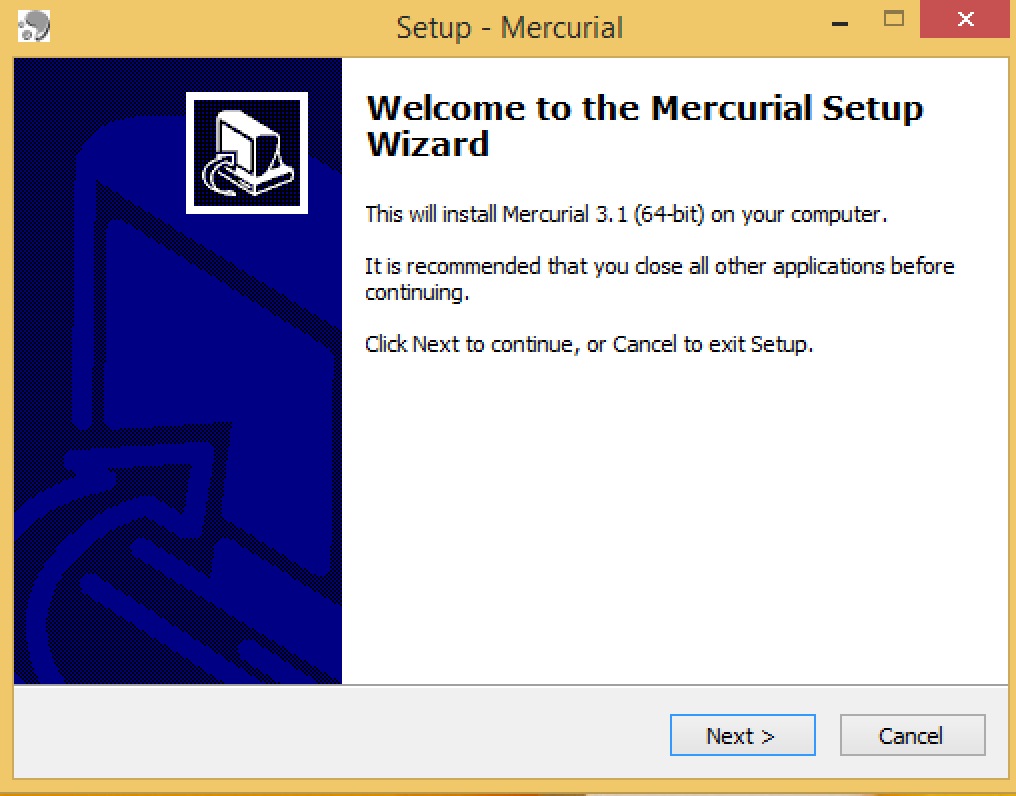 Setup - Mercurial
Welcome to the Mercurial Setup
Wizard
This will install Mercurial 3.1 (64-bit) on your computer.
It is recommended that you close all other applications before
continuing.
Click Next to continue, or Cancel to exit Setup.
Next >
Cancel